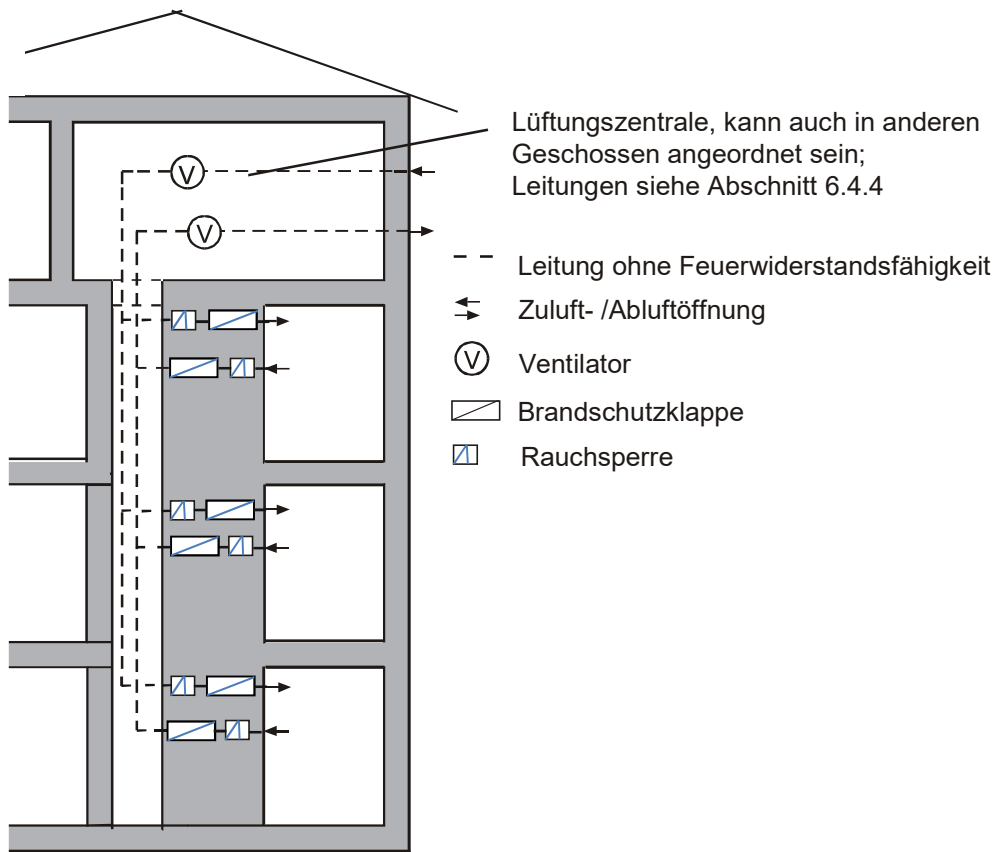 Lüftungszentrale, kann auch in anderen
Geschossen angeordnet sein;
Leitungen siehe Abschnitt 6.4.4
V
V
Leitung ohne Feuerwiderstandsfähigkeit
Zuluft- /Abluftöffnung
V
Ventilator
Brandschutzklappe
Rauchsperre